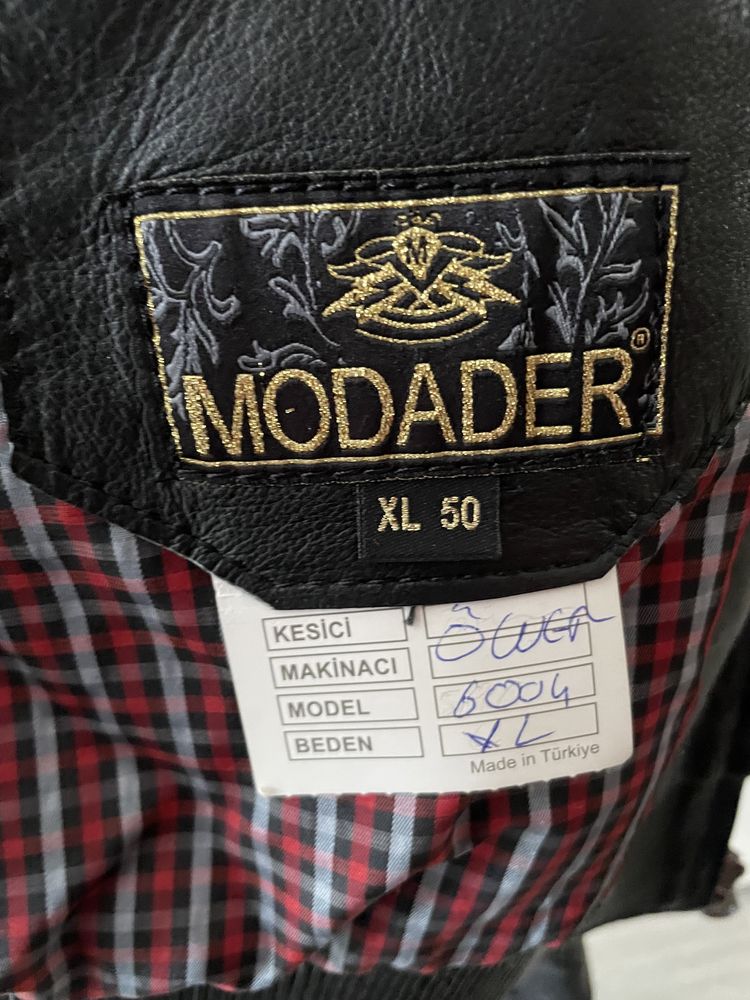 M
MODADER®
XL 50
KESİCİ
MAKİNACI
MODEL 6004
BEDEN XL
Made in Türkiye